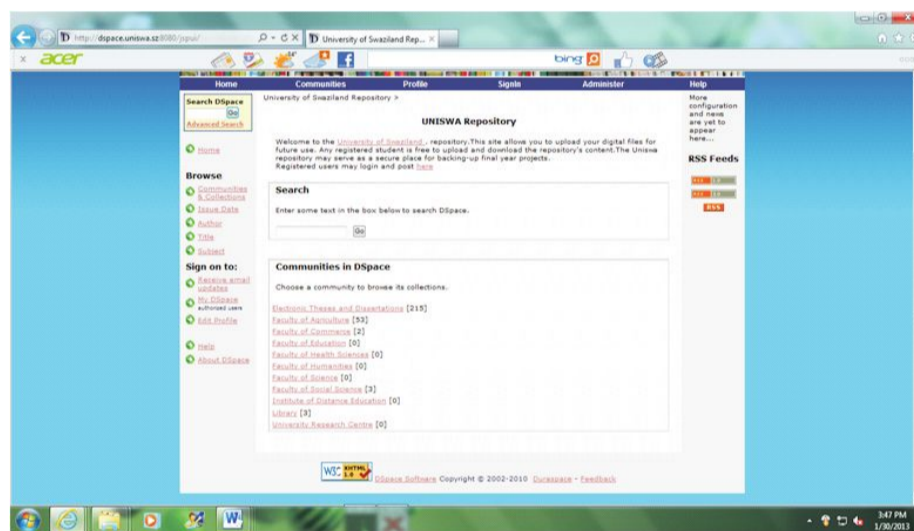 http://dspace.uniswa.sz:8080/jspui/
University of Swaziland Rep...
acer
bing
Home Communities Profile SignIn Administer Help
Search DSpace
Go
Advanced Search
Home
Browse
Communities
& Collections
Issue Date
Author
Title
Subject
Sign on to:
Receive email
updates
My DSpace
authorized users
Edit Profile
Help
About DSpace
University of Swaziland Repository >
UNISWA Repository
Welcome to the University of Swaziland , repository.This site allows you to upload your digital files for
future use. Any registered student is free to upload and download the repository's content.The Uniswa
repository may serve as a secure place for backing-up final year projects.
Registered users may login and post here
Search
Enter some text in the box below to search DSpace.
Go
Communities in DSpace
Choose a community to browse its collections.
Electronic Theses and Dissertations [215]
Faculty of Agriculture [53]
Faculty of Commerce [2]
Faculty of Education [0]
Faculty of Health Sciences [0]
Faculty of Humanities [0]
Faculty of Science [0]
Faculty of Social Science [3]
Institute of Distance Education [0]
Library [3]
University Research Centre [0]
More
configuration
and news
are yet to
appear
here...
RSS Feeds
RSS 1.0
RSS 2.0
RSS
W3C XHTML 1.0
DSpace Software Copyright © 2002-2010 Duraspace - Feedback
3:47 PM
1/30/2013